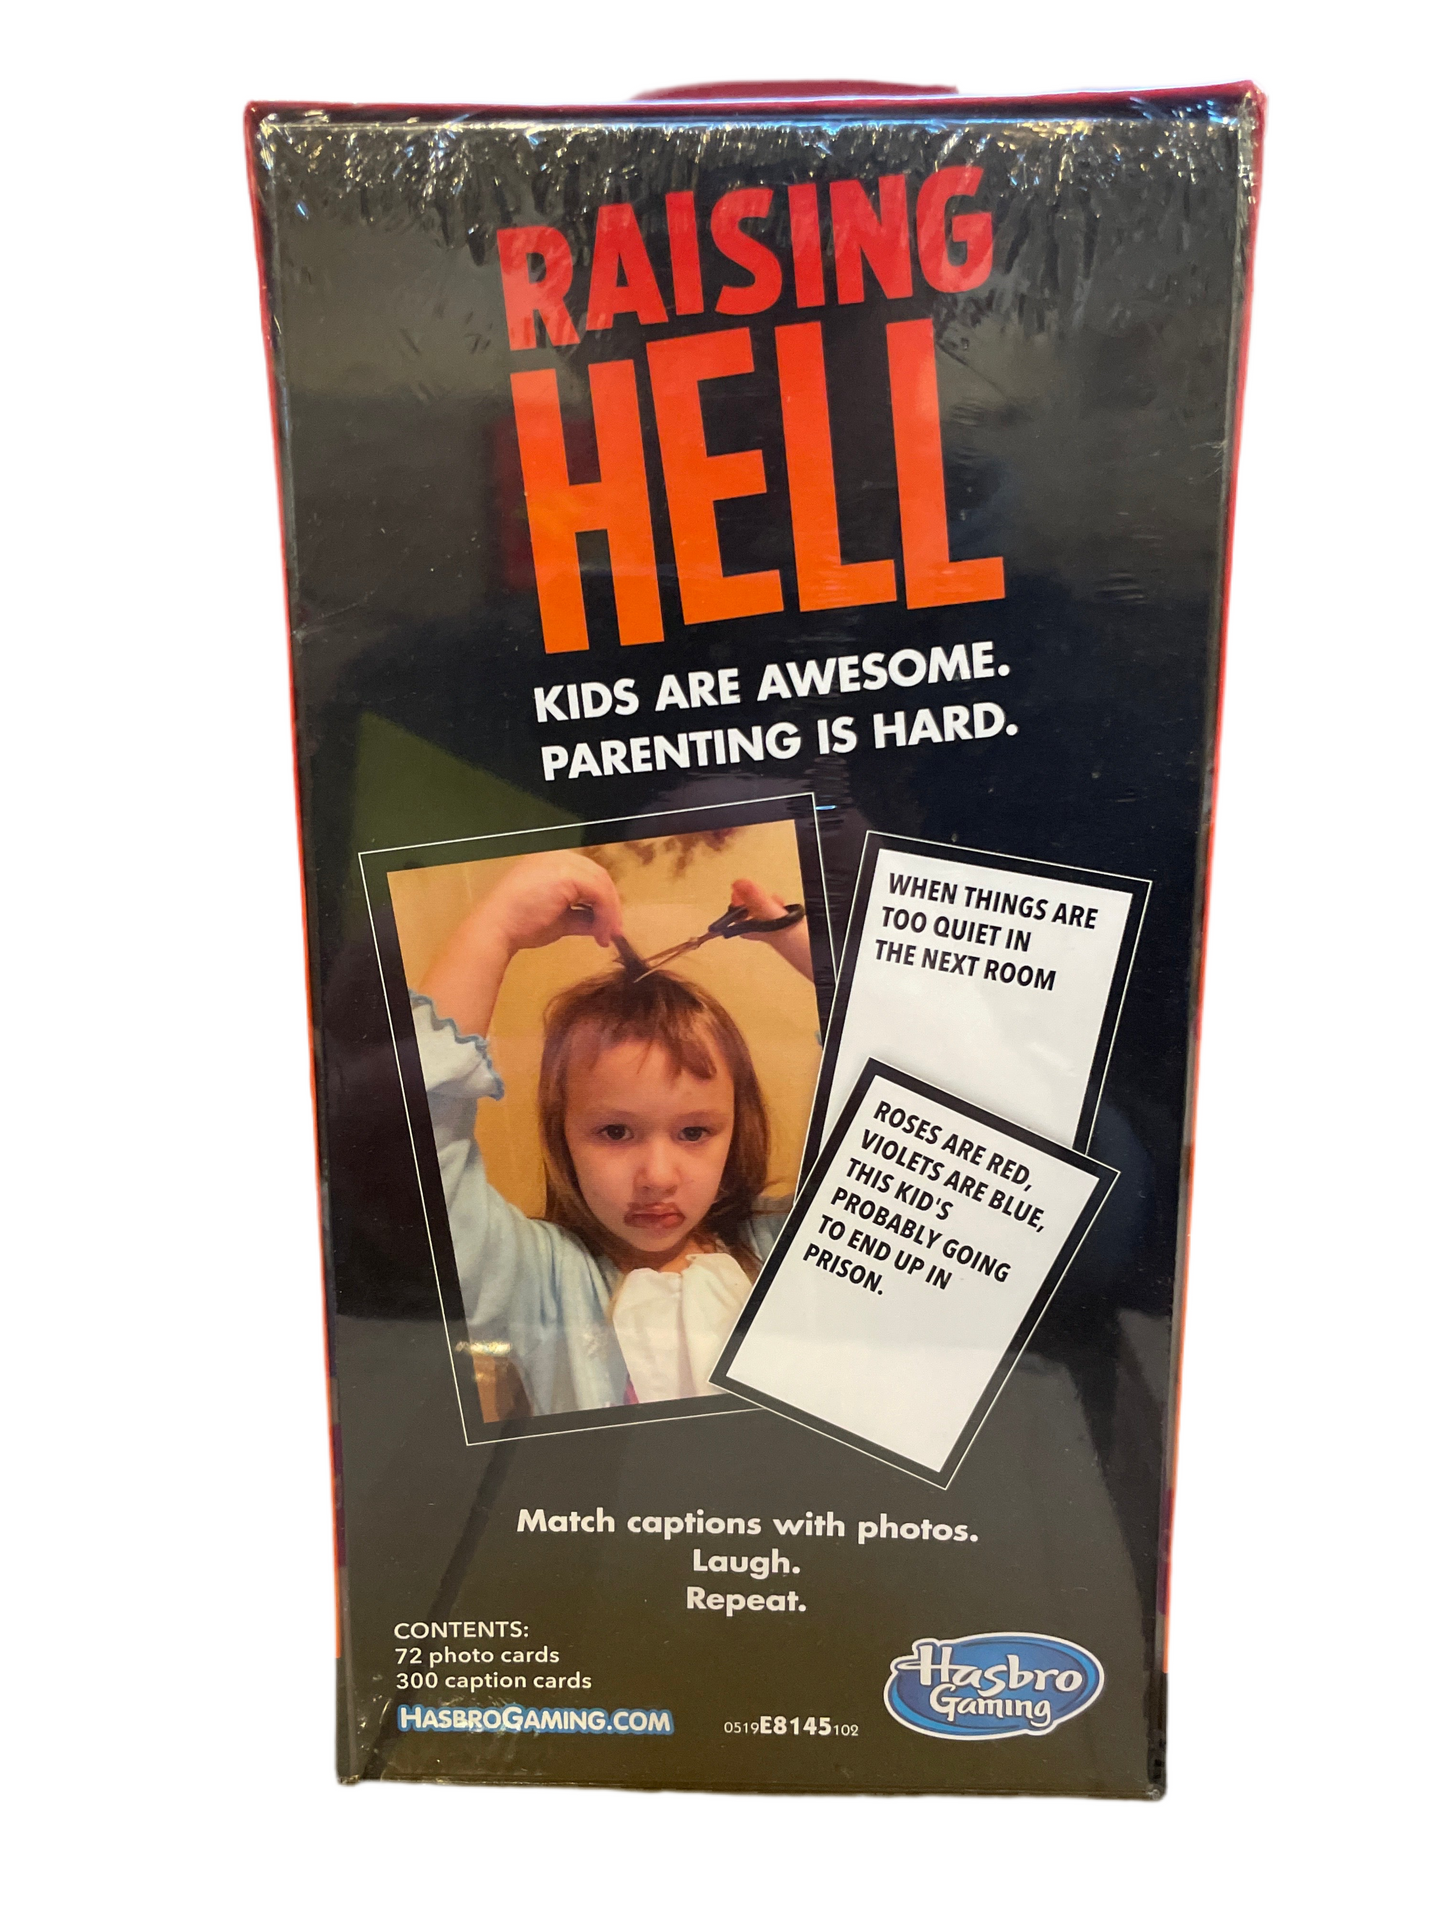 RAISING
HELL
KIDS ARE AWESOME.
PARENTING IS HARD.
WHEN THINGS ARE
TOO QUIET IN
THE NEXT ROOM
ROSES ARE RED,
VIOLETS ARE BLUE,
THIS KID'S
PROBABLY GOING
TO END UP IN
PRISON.
Match captions with photos.
Laugh.
Repeat.
CONTENTS:
72 photo cards
300 caption cards
HASBROGAMING.COM
0519E8145102
Hasbro
Gaming